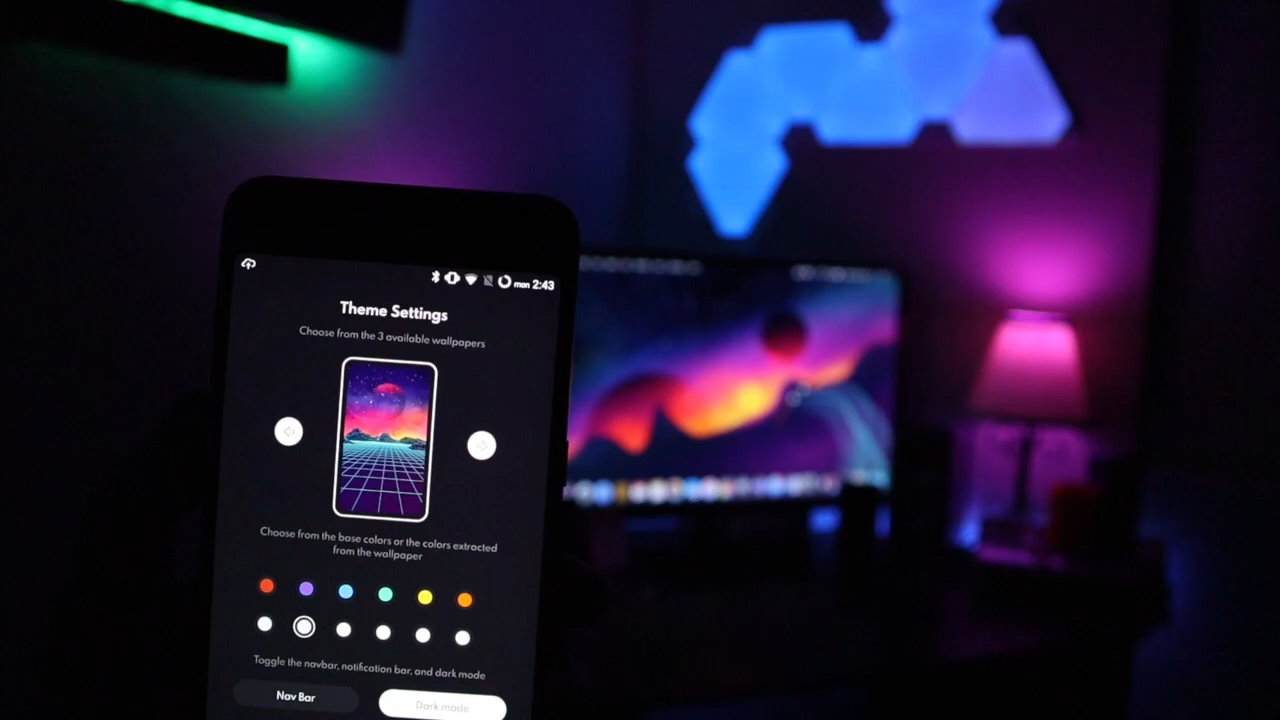 mon 2:43
Theme Settings
Choose from the 3 available wallpapers
Choose from the base colors or the colors extracted
from the wallpaper
Toggle the navbar, notification bar, and dark mode
Nav Bar
Dark mode